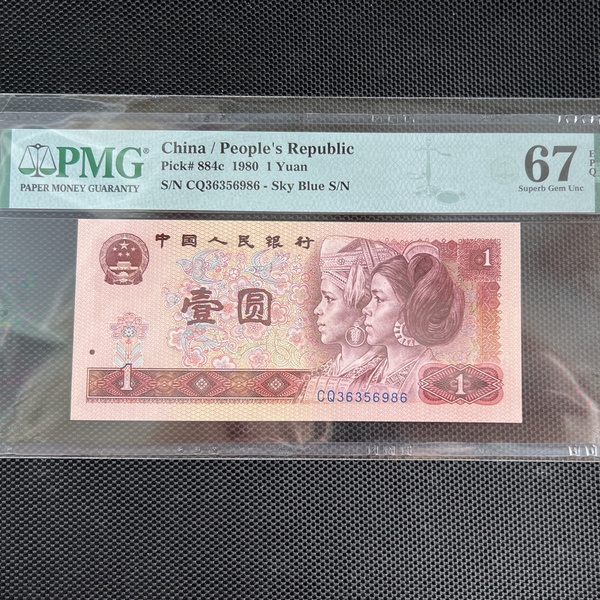 PMG®
PAPER MONEY GUARANTY
China / People's Republic
Pick# 884c 1980 1 Yuan
S/N CQ36356986 - Sky Blue S/N
67
EPQ
Superb Gem Unc
中国人民银行
壹圆
1
1
CQ36356986
1